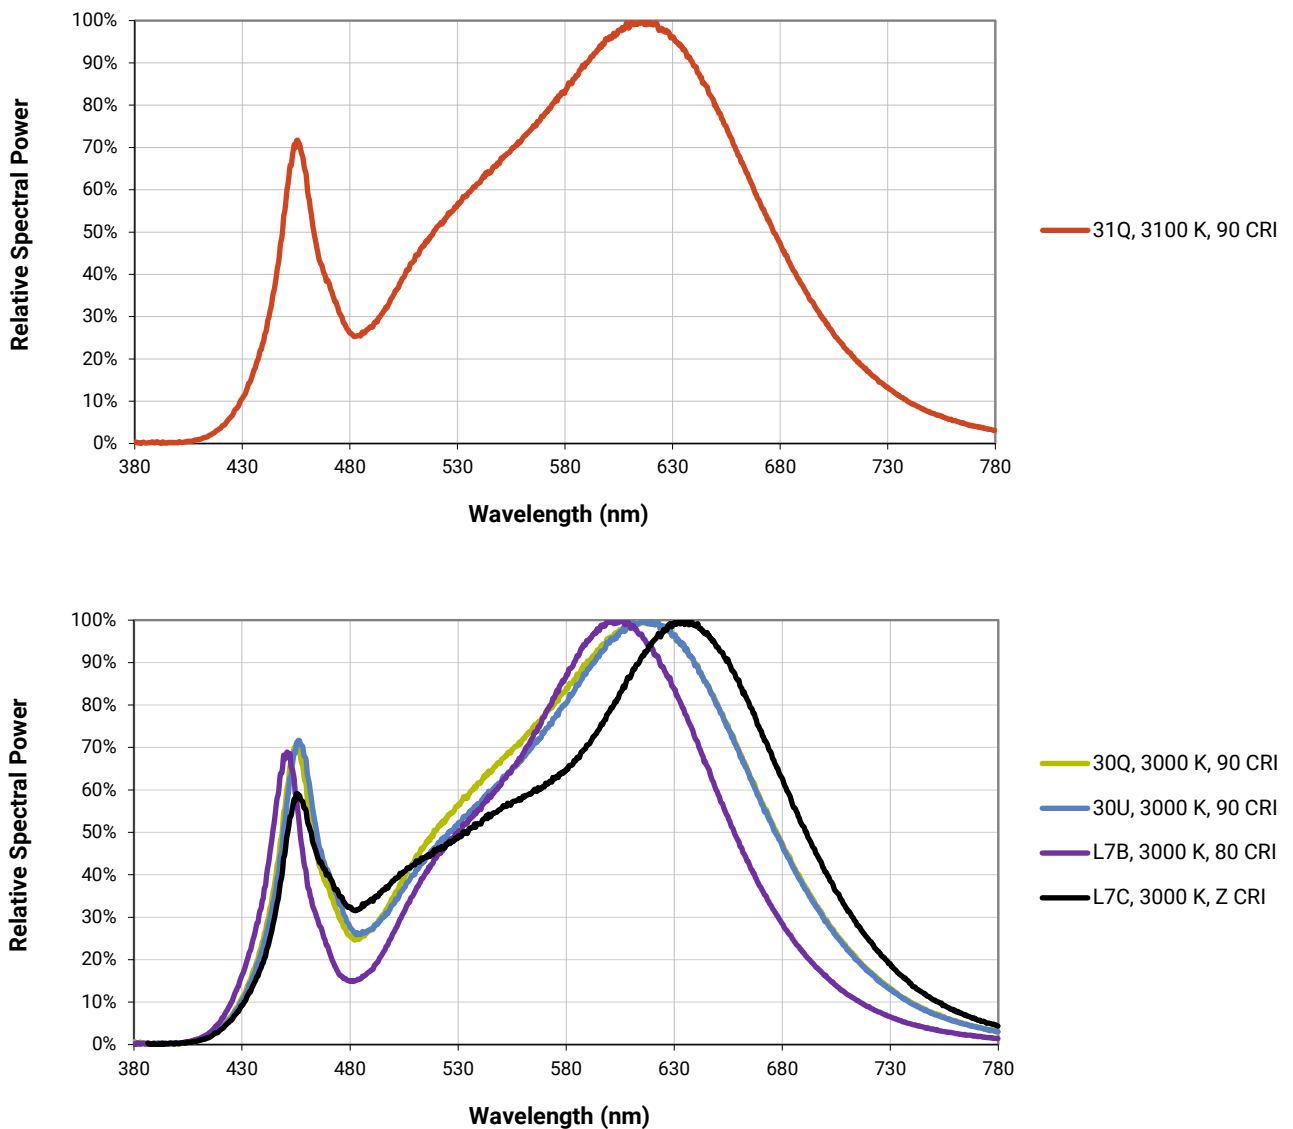 Relative Spectral Power
100%
90%
80%
70%
60%
50%
40%
30%
20%
10%
0%
380 430 480 530 580 630 680 730 780
Wavelength (nm)
31Q, 3100 K, 90 CRI
Relative Spectral Power
100%
90%
80%
70%
60%
50%
40%
30%
20%
10%
0%
380 430 480 530 580 630 680 730 780
Wavelength (nm)
30Q, 3000 K, 90 CRI
30U, 3000 K, 90 CRI
L7B, 3000 K, 80 CRI
L7C, 3000 K, Z CRI